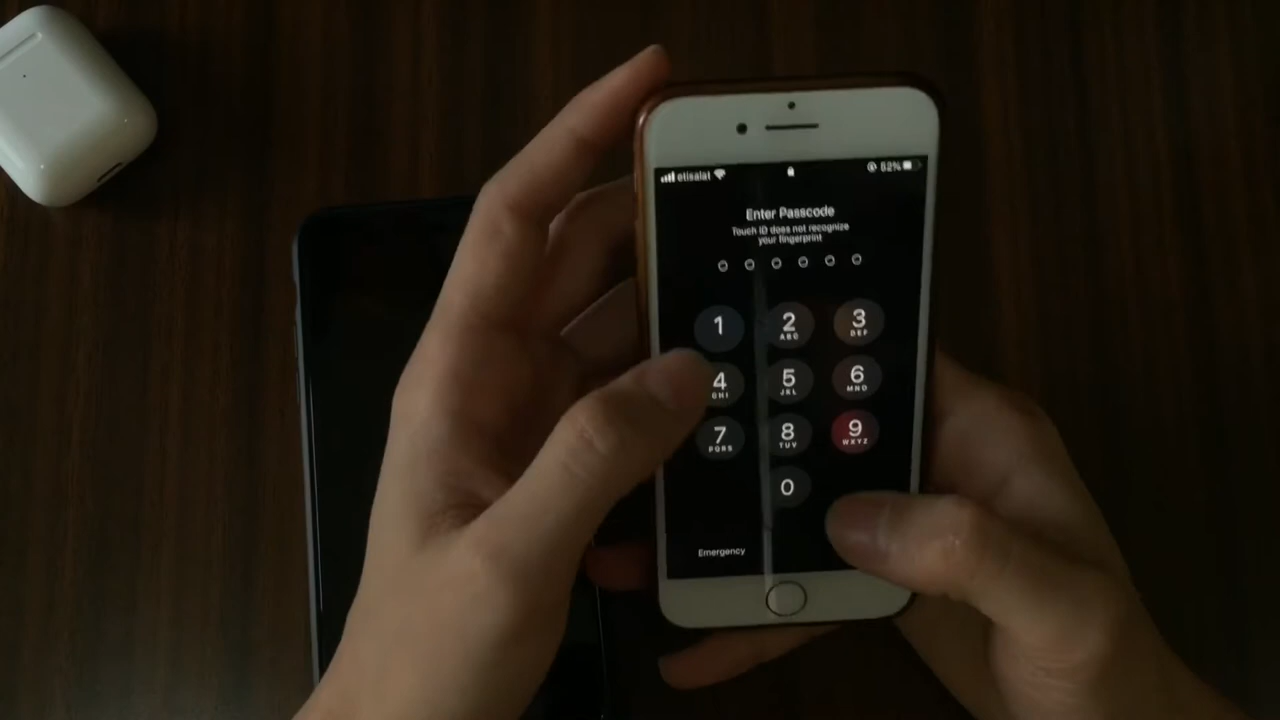 etisalat 52%
Enter Passcode
Touch ID does not recognize
your fingerprint
1 2 3
ABC DEF
4 5 6
GHI JKL MNO
7 8 9
PQRS TUV WXYZ
0
Emergency